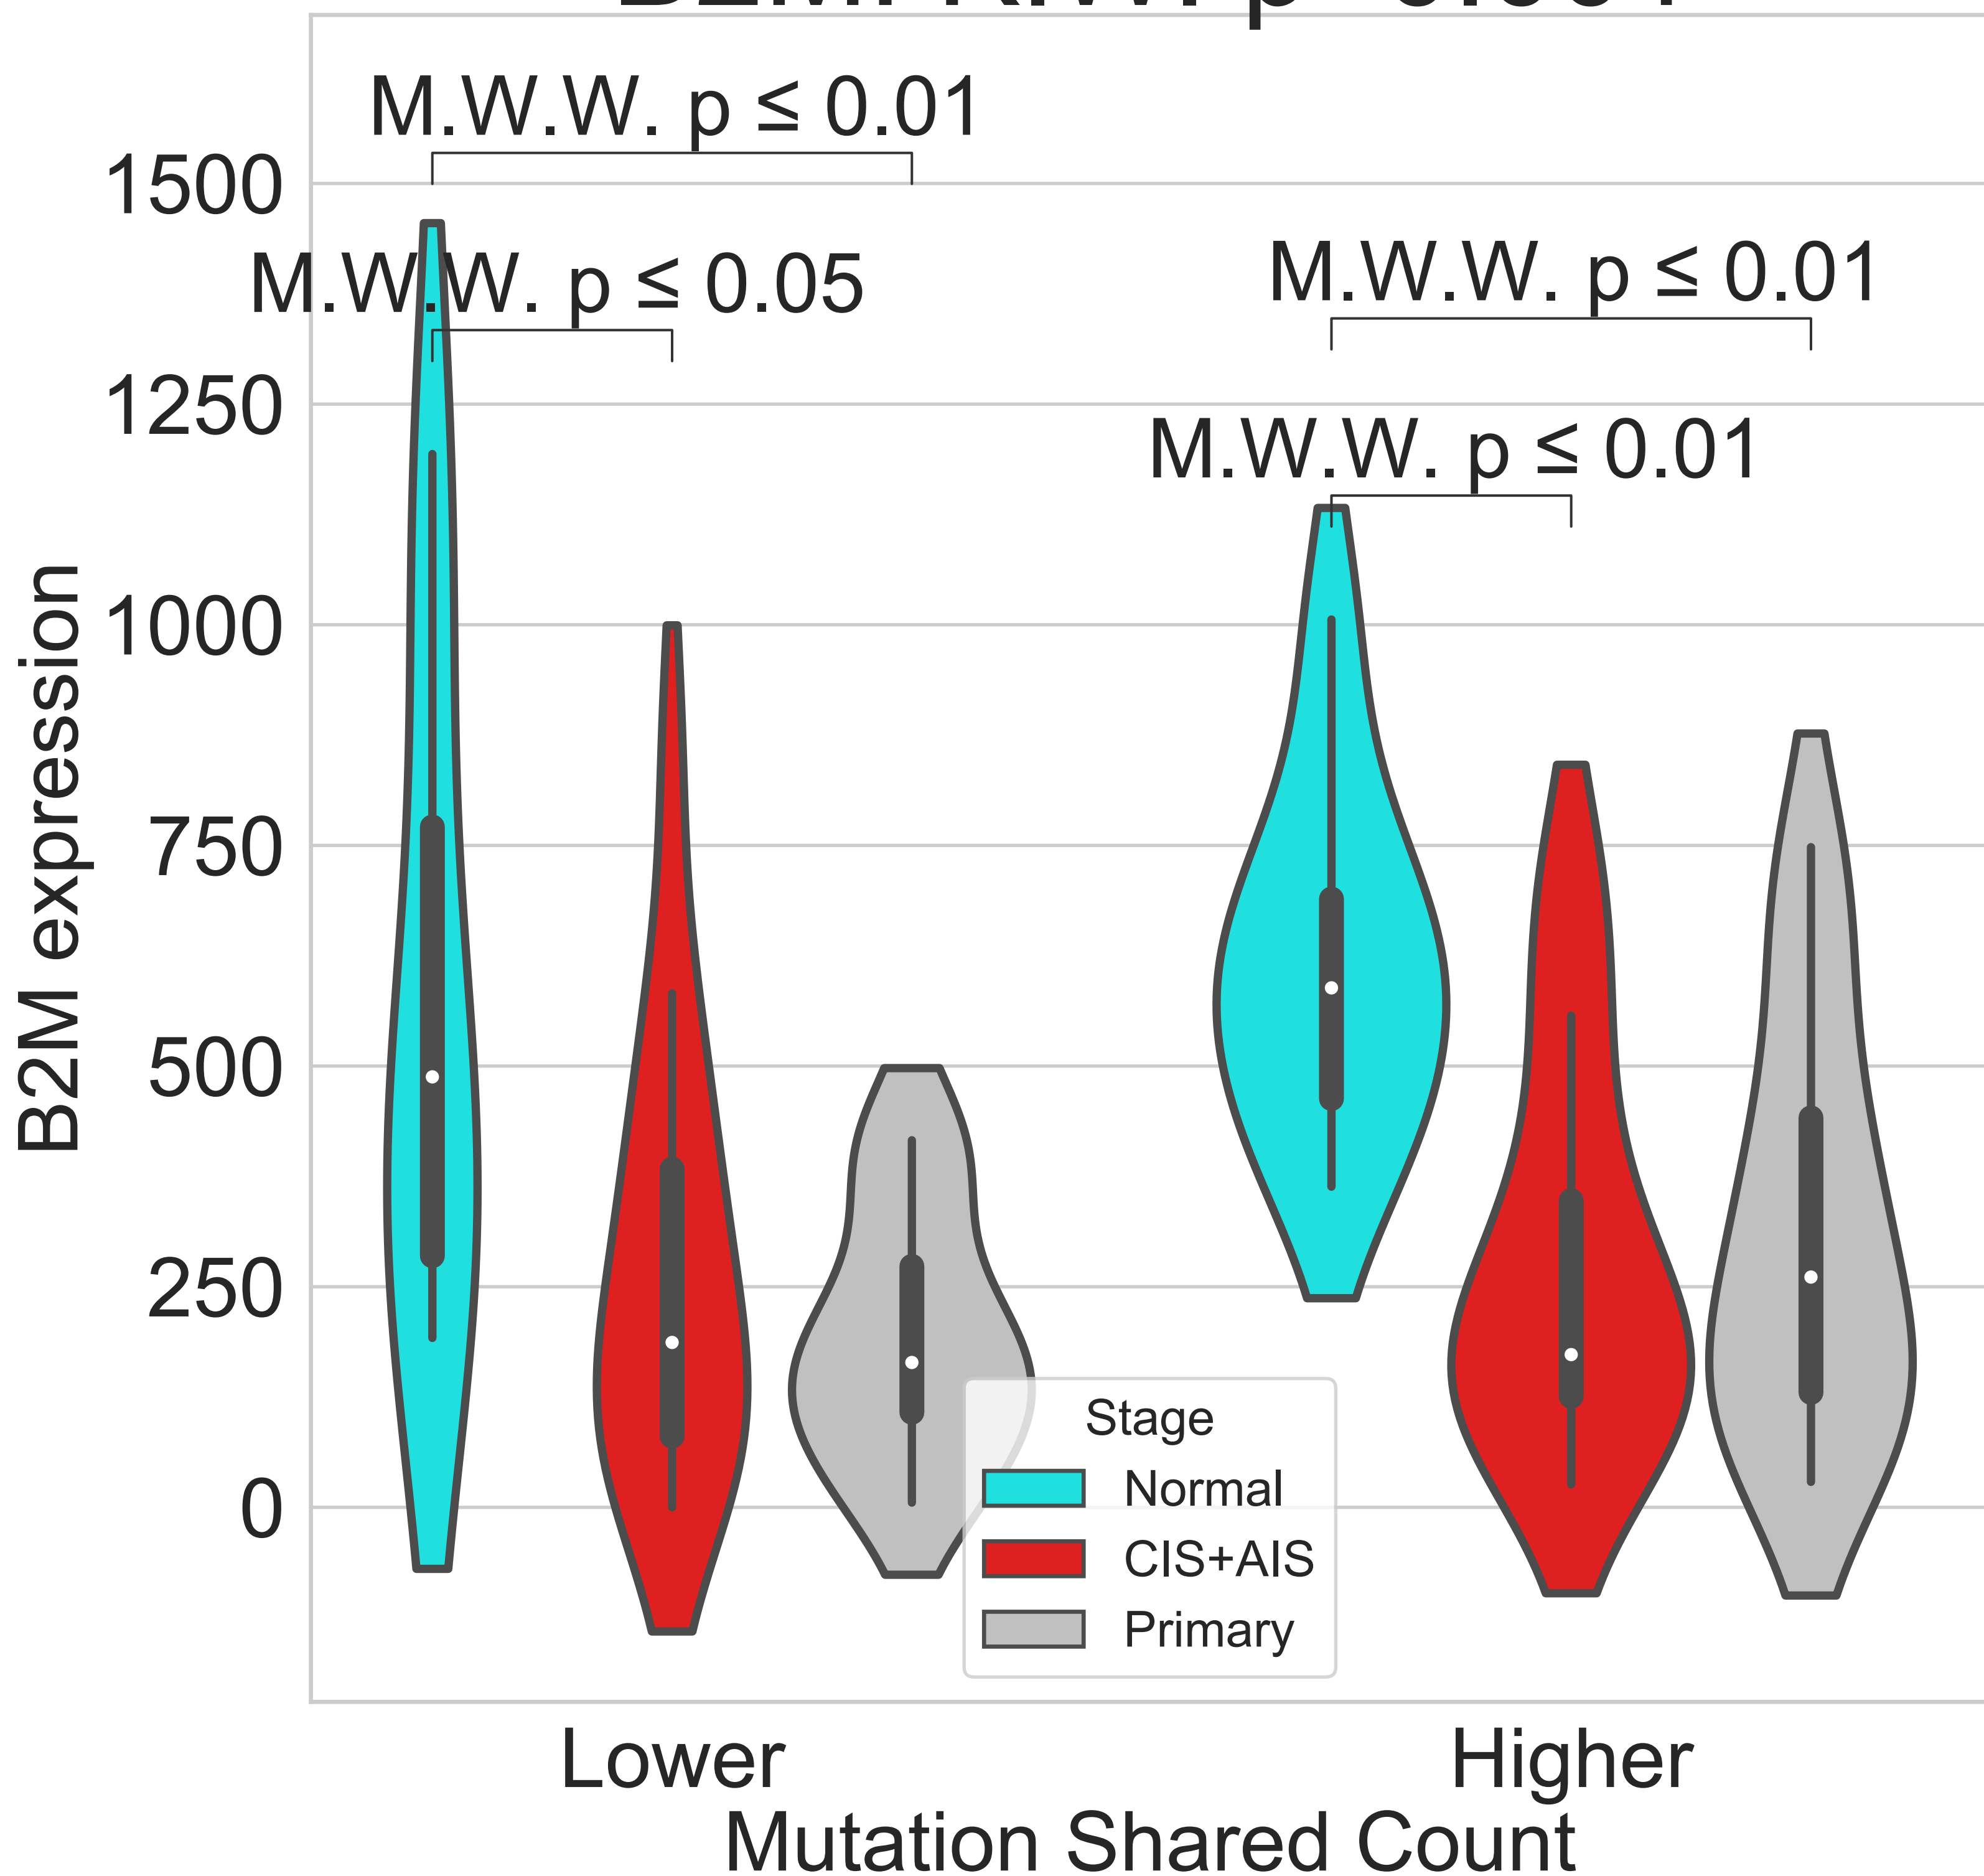 M.W.W. p ≤ 0.01
1500
M.W.W. p ≤ 0.05
M.W.W. p ≤ 0.01
1250
M.W.W. p ≤ 0.01
1000
750
500
250
0
B2M expression
Stage
Normal
CIS+AIS
Primary
Lower
Higher
Mutation Shared Count